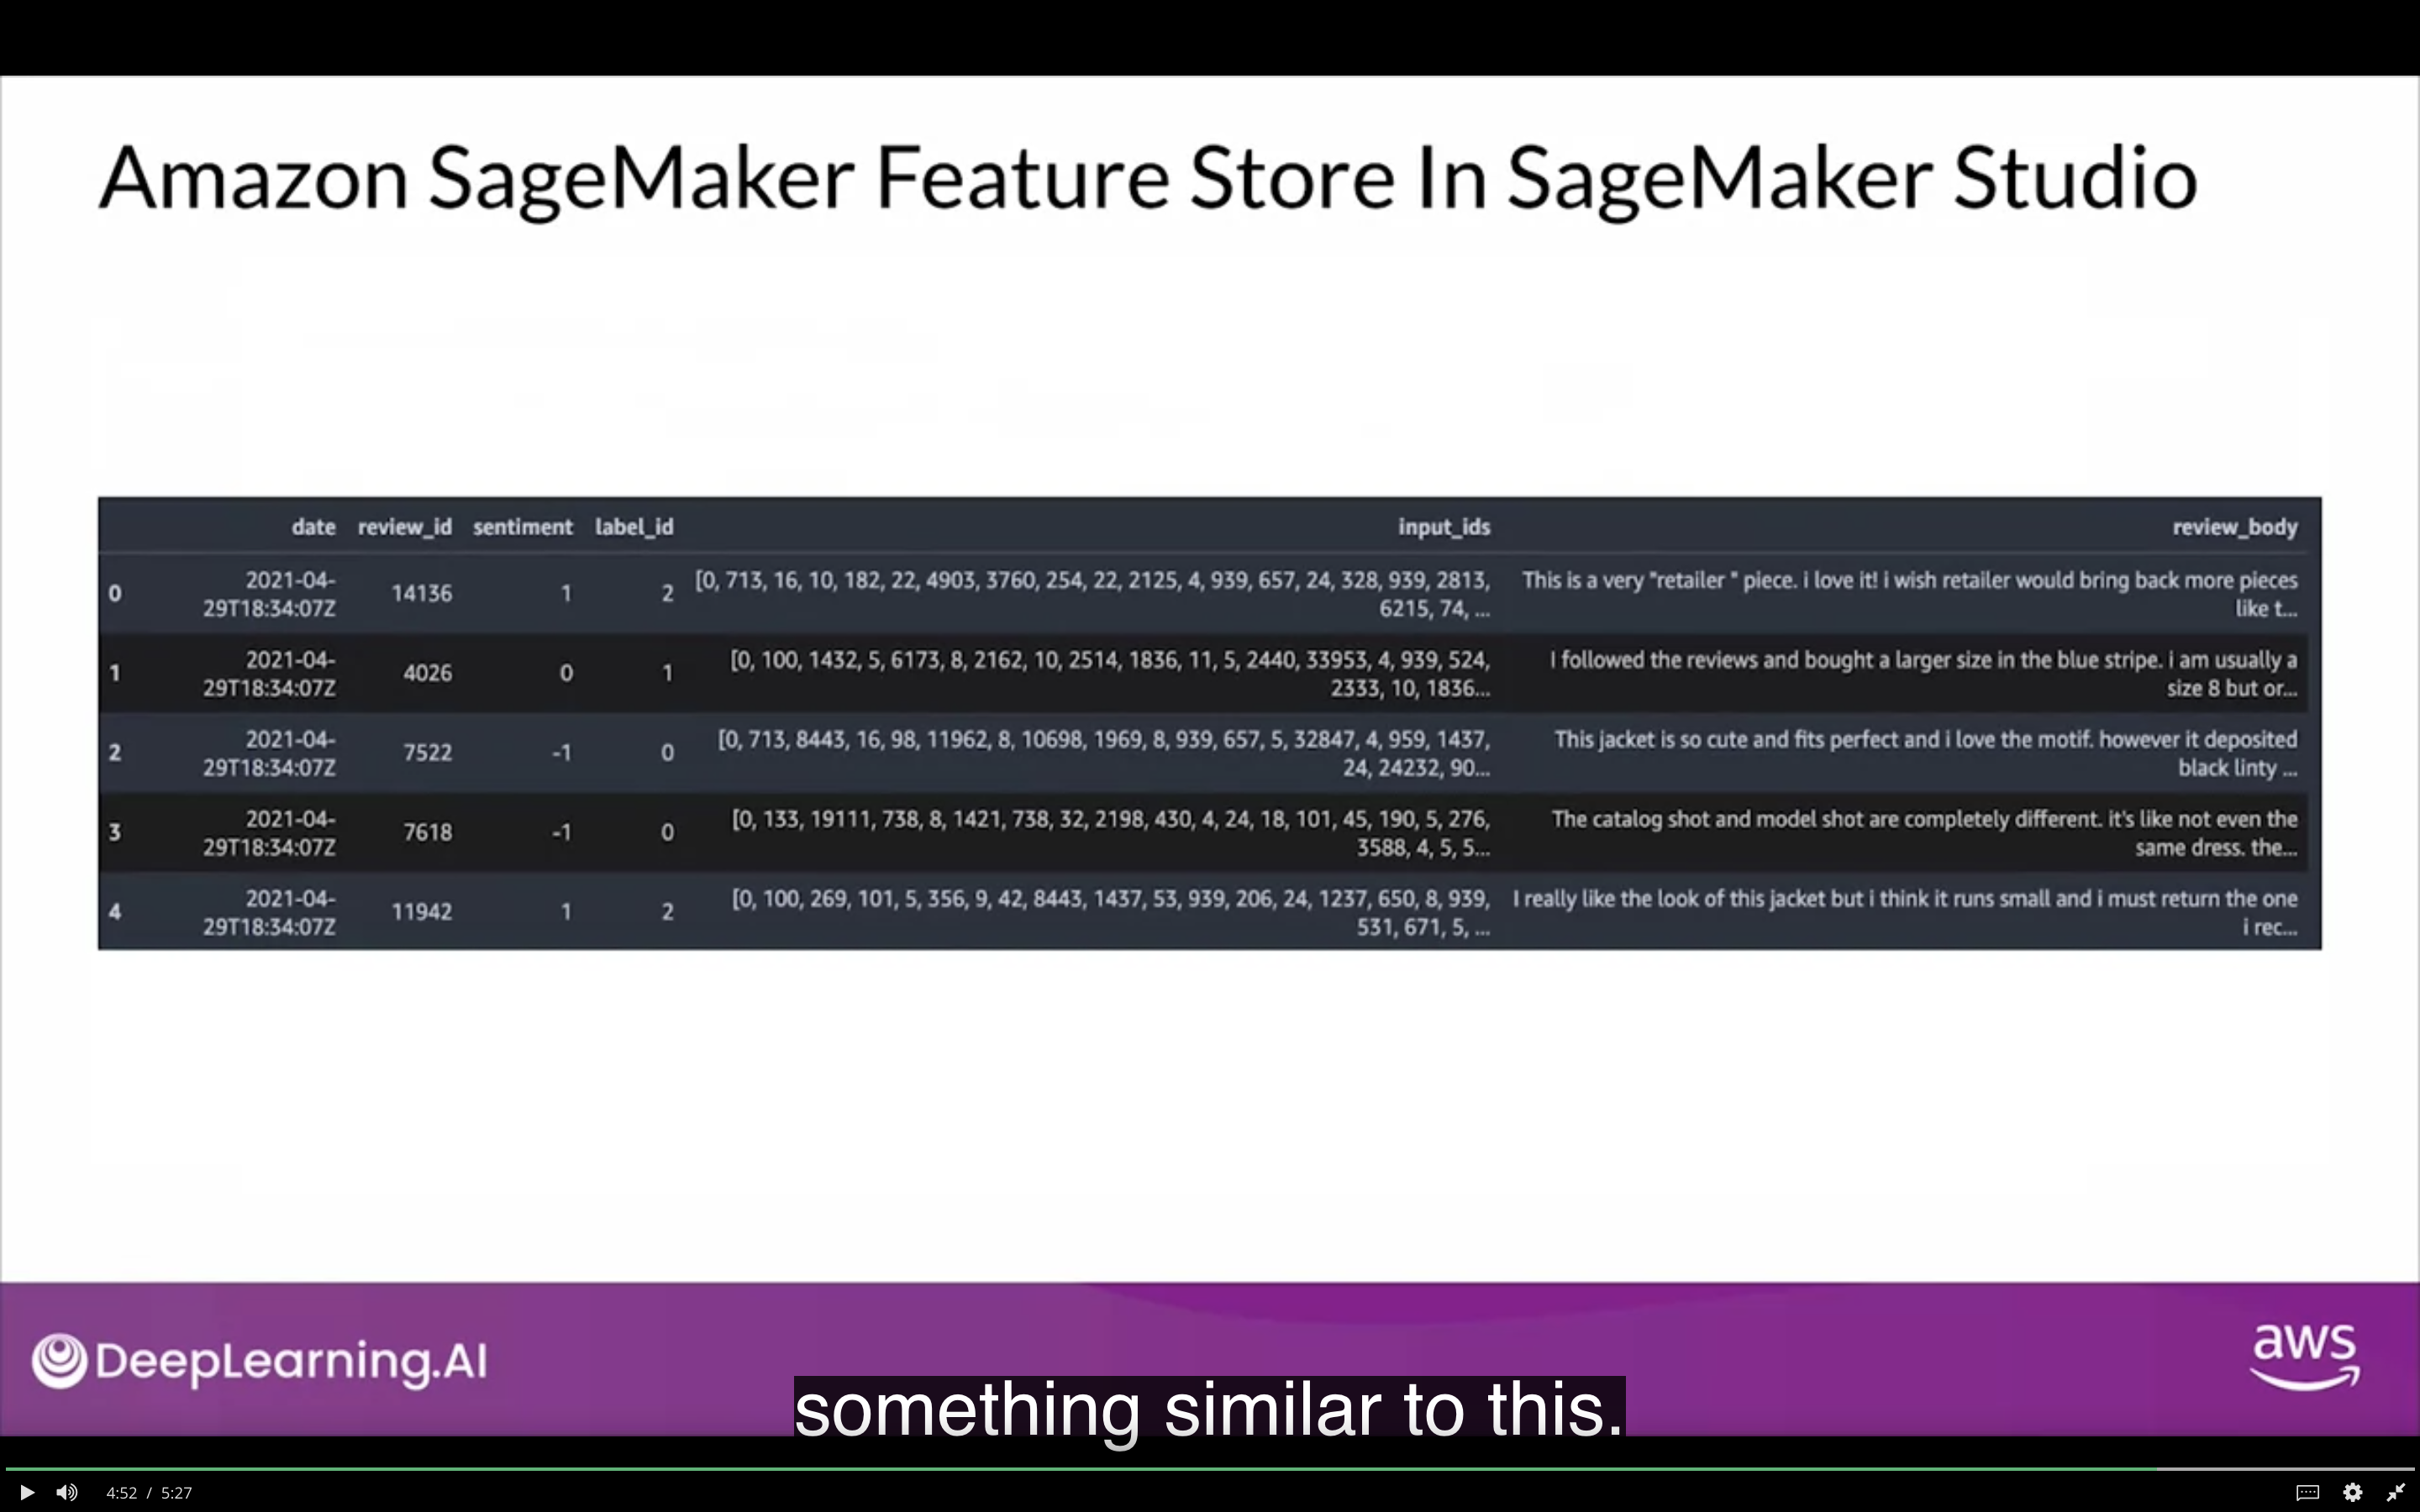 Amazon SageMaker Feature Store In SageMaker Studio
date review_id sentiment label_id input_ids review_body
0 2021-04-29T18:34:07Z 14136 1 2 [0, 713, 16, 10, 182, 22, 4903, 3760, 254, 22, 2125, 4, 939, 657, 24, 328, 939, 2813, 6215, 74, ... This is a very "retailer " piece. i love it! i wish retailer would bring back more pieces like t...
1 2021-04-29T18:34:07Z 4026 0 1 [0, 100, 1432, 5, 6173, 8, 2162, 10, 2514, 1836, 11, 5, 2440, 33953, 4, 939, 524, 2333, 10, 1836... I followed the reviews and bought a larger size in the blue stripe. i am usually a size 8 but or...
2 2021-04-29T18:34:07Z 7522 -1 0 [0, 713, 8443, 16, 98, 11962, 8, 10698, 1969, 8, 939, 657, 5, 32847, 4, 959, 1437, 24, 24232, 90... This jacket is so cute and fits perfect and i love the motif. however it deposited black linty ...
3 2021-04-29T18:34:07Z 7618 -1 0 [0, 133, 19111, 738, 8, 1421, 738, 32, 2198, 430, 4, 24, 18, 101, 45, 190, 5, 276, 3588, 4, 5, 5... The catalog shot and model shot are completely different. it's like not even the same dress. the...
4 2021-04-29T18:34:07Z 11942 1 2 [0, 100, 269, 101, 5, 356, 9, 42, 8443, 1437, 53, 939, 206, 24, 1237, 650, 8, 939, 531, 671, 5, ... I really like the look of this jacket but i think it runs small and i must return the one i rec...
DeepLearning.AI
aws
something similar to this.
4:52 / 5:27